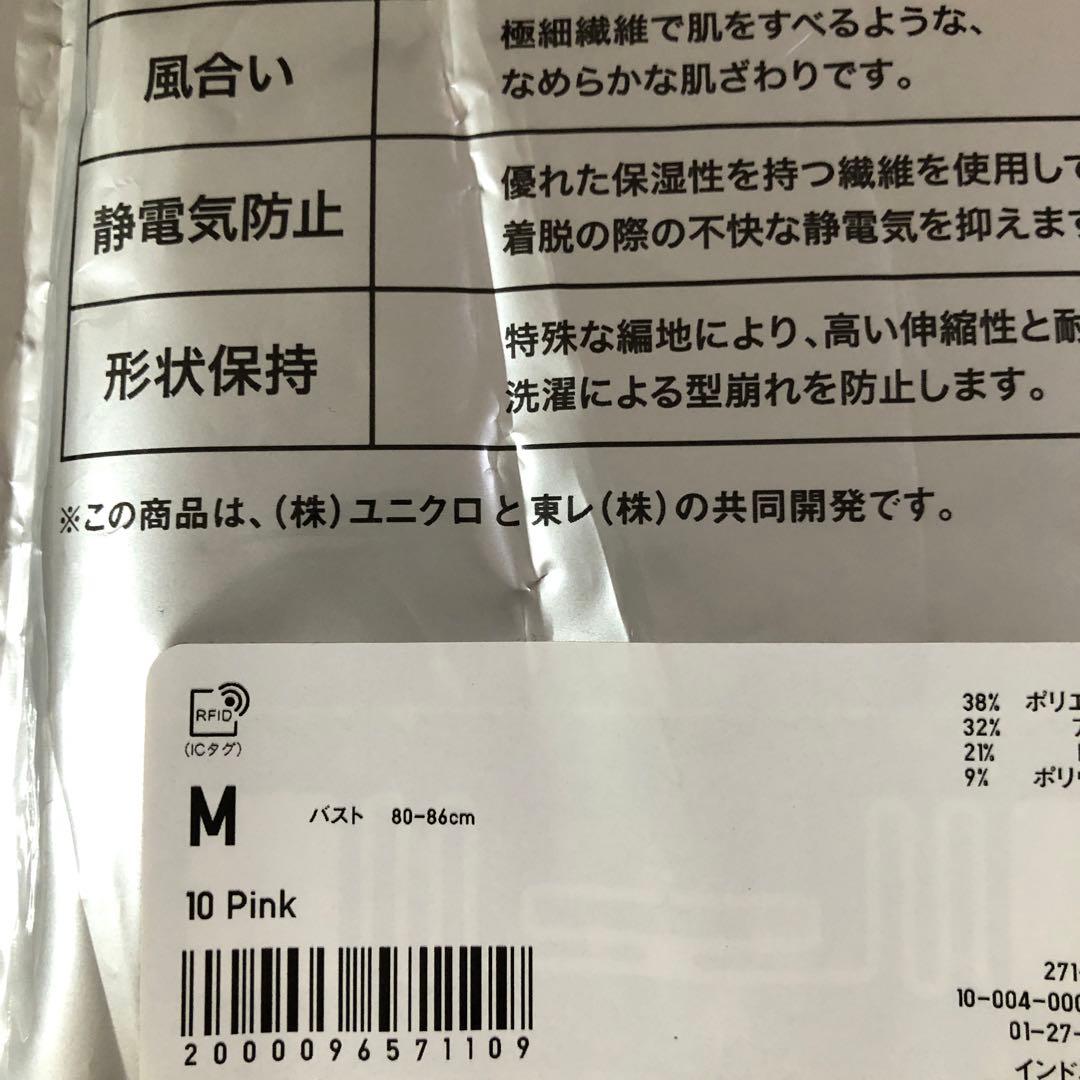 極細繊維で肌をすべるような、
風合い
なめらかな肌ざわりです。
優れた保湿性を持つ繊維を使用して
静電気防止
着脱の際の不快な静電気を抑えます
特殊な編地により、高い伸縮性と耐
形状保持
洗濯による型崩れを防止します。
※この商品は、(株)ユニクロと東レ(株)の共同開発です。
RFID
(ICタグ)
38% ポリエ
32%
21%
9% ポリウ
M バスト 80-86cm
10 Pink
2000096571109
271-
10-004-000
01-27-
インド